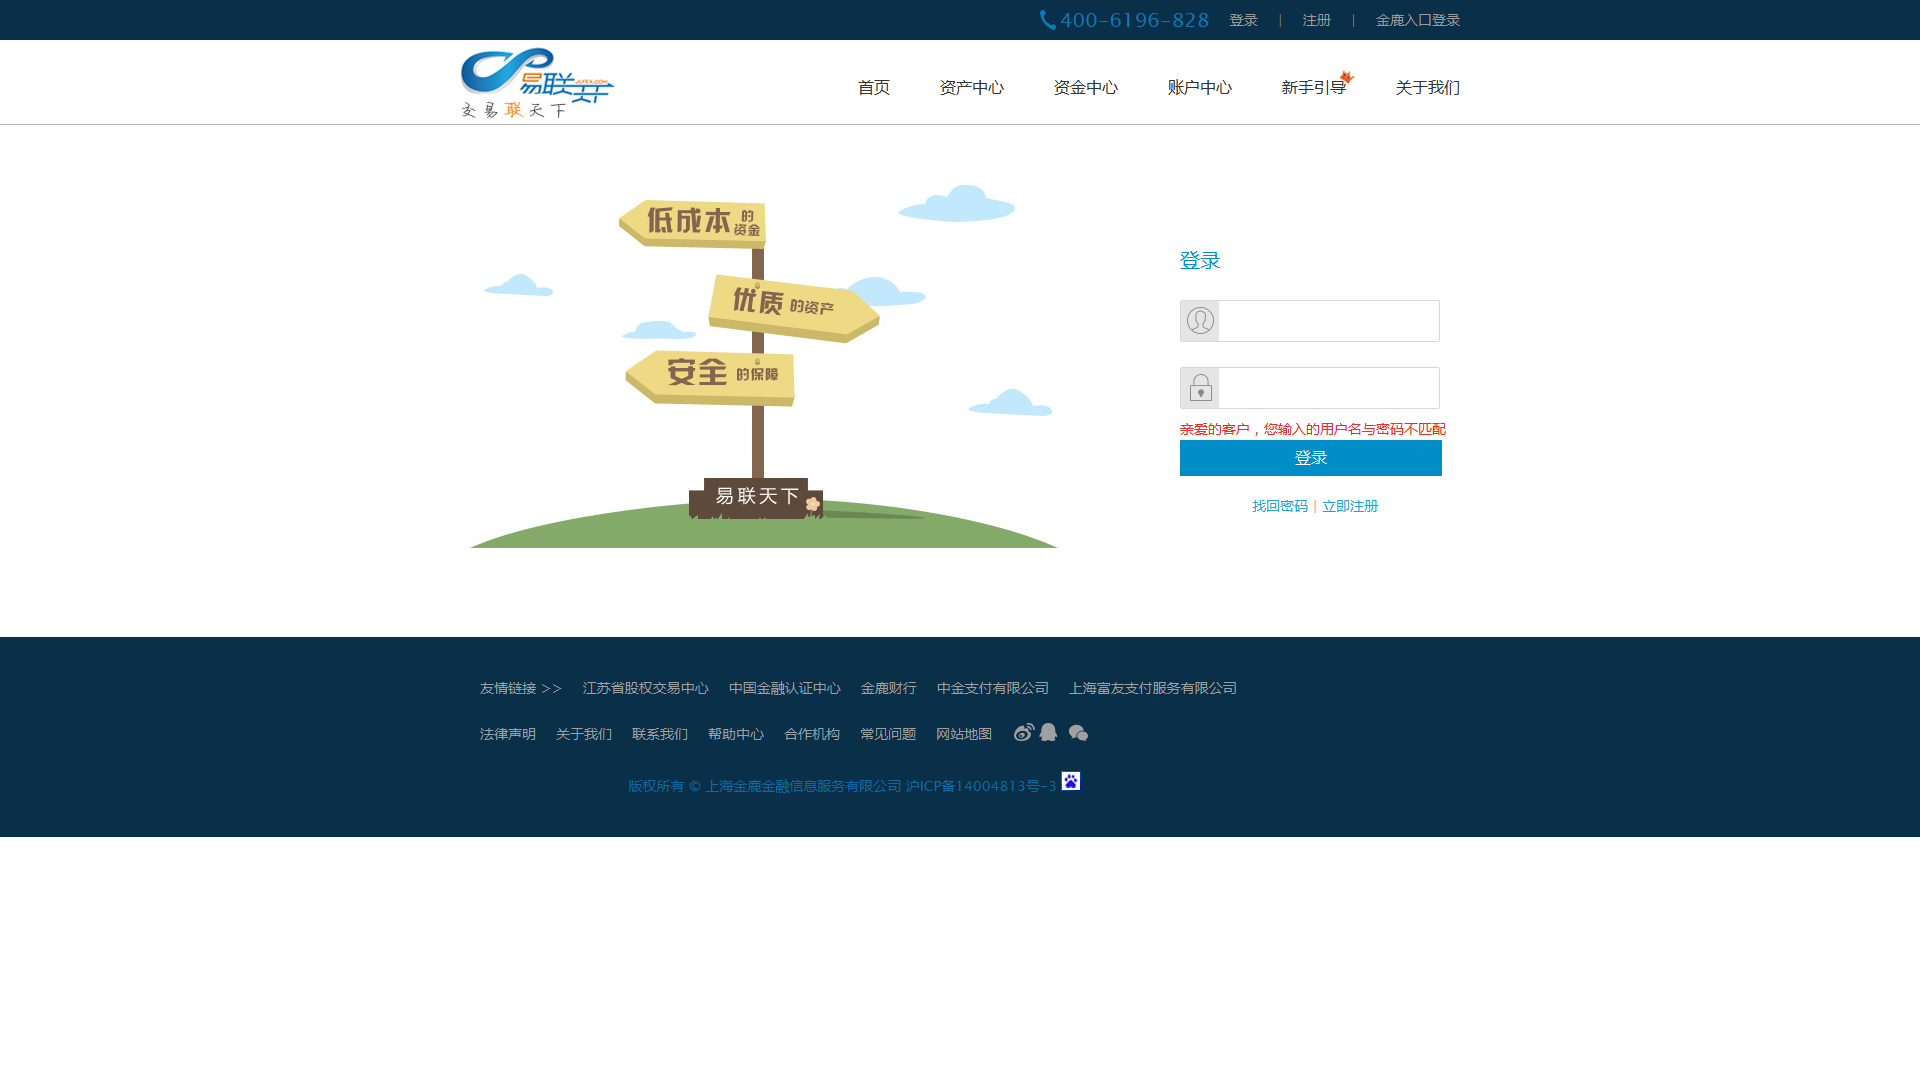 400-6196-828 登录 | 注册 | 金鹿入口登录
易联天下 JLFEX.COM
交易联天下
首页 资产中心 资金中心 账户中心 新手引导 关于我们
低成本的资金
优质的资产
安全的保障
易联天下
登录
亲爱的客户，您输入的用户名与密码不匹配
登录
找回密码 | 立即注册
友情链接 >> 江苏省股权交易中心 中国金融认证中心 金鹿财行 中金支付有限公司 上海富友支付服务有限公司
法律声明 关于我们 联系我们 帮助中心 合作机构 常见问题 网站地图
版权所有 © 上海金鹿金融信息服务有限公司 沪ICP备14004813号-3